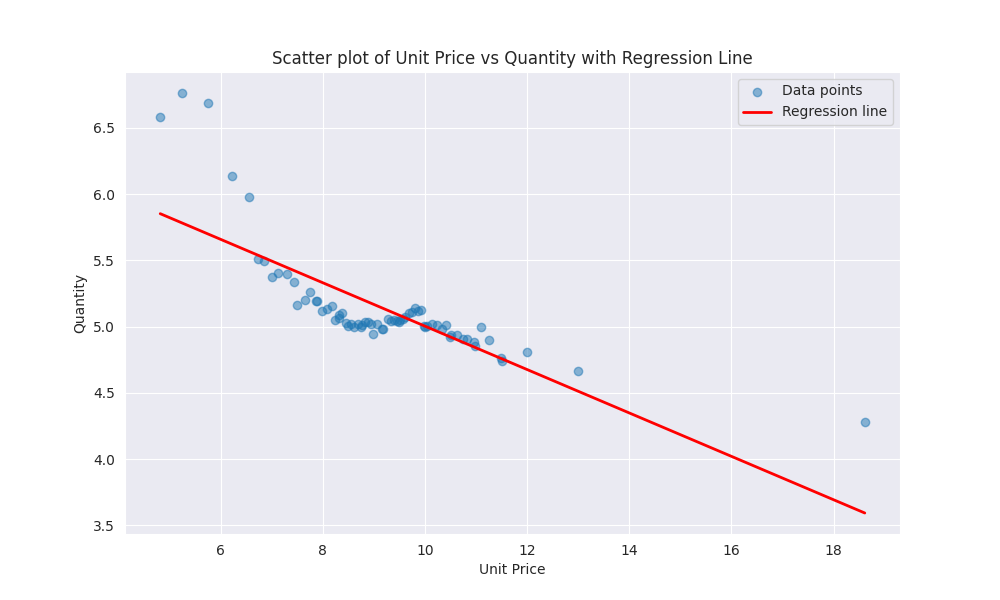 Scatter plot of Unit Price vs Quantity with Regression Line
Data points
Regression line
Quantity
6.5
6.0
5.5
5.0
4.5
4.0
3.5
6 8 10 12 14 16 18
Unit Price